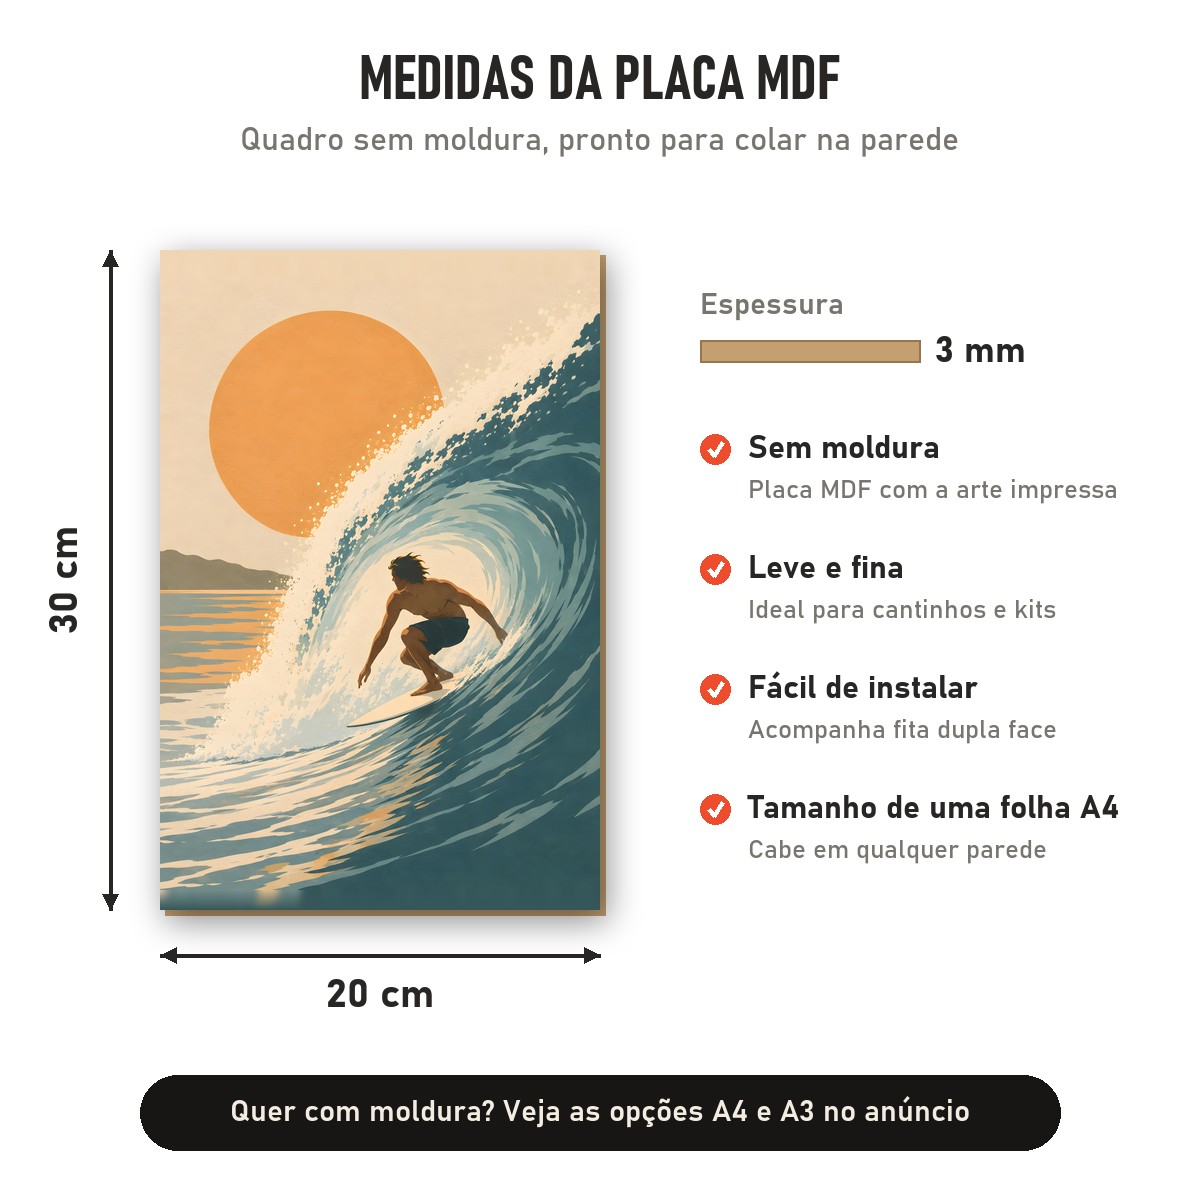 MEDIDAS DA PLACA MDF
Quadro sem moldura, pronto para colar na parede
30 cm
20 cm
Espessura
3 mm
Sem moldura
Placa MDF com a arte impressa
Leve e fina
Ideal para cantinhos e kits
Fácil de instalar
Acompanha fita dupla face
Tamanho de uma folha A4
Cabe em qualquer parede
Quer com moldura? Veja as opções A4 e A3 no anúncio